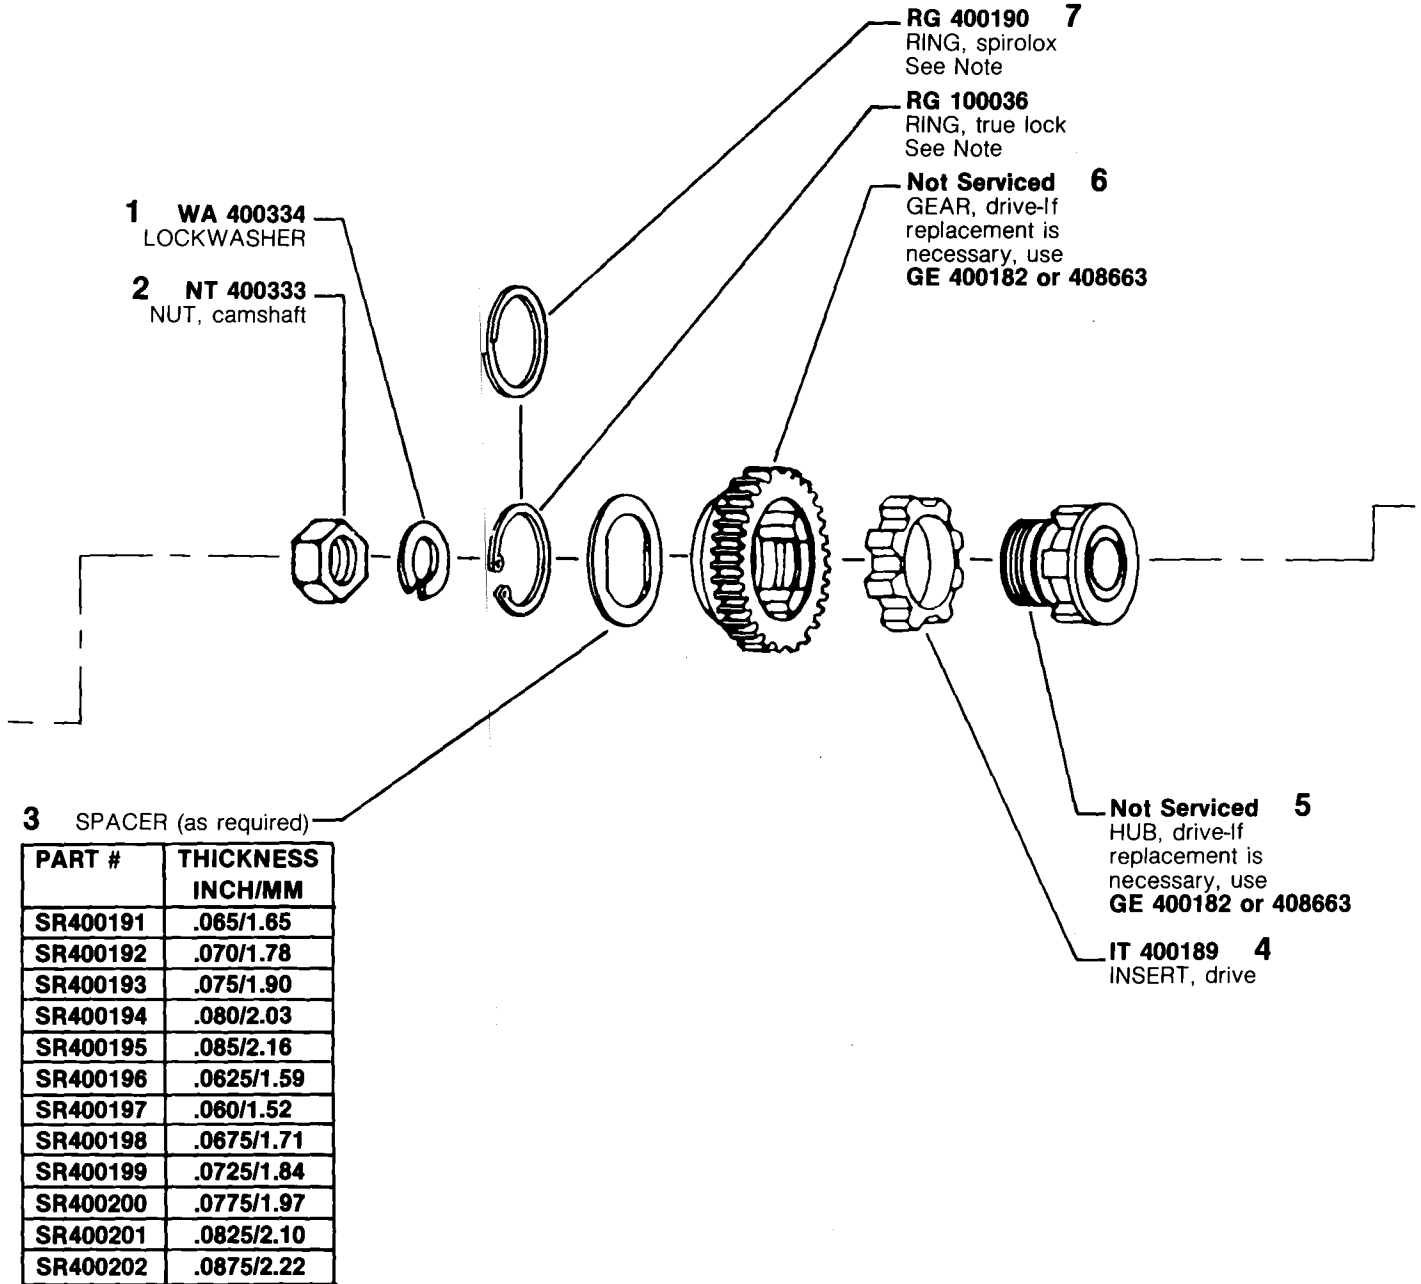 RG 400190 7
RING, spirolox
See Note
RG 100036
RING, true lock
See Note
Not Serviced 6
GEAR, drive-If
replacement is
necessary, use
GE 400182 or 408663
1 WA 400334
LOCKWASHER
2 NT 400333
NUT, camshaft
3 SPACER (as required)
PART # THICKNESS
INCH/MM
SR400191 .065/1.65
SR400192 .070/1.78
SR400193 .075/1.90
SR400194 .080/2.03
SR400195 .085/2.16
SR400196 .0625/1.59
SR400197 .060/1.52
SR400198 .0675/1.71
SR400199 .0725/1.84
SR400200 .0775/1.97
SR400201 .0825/2.10
SR400202 .0875/2.22
Not Serviced 5
HUB, drive-If
replacement is
necessary, use
GE 400182 or 408663
IT 400189 4
INSERT, drive